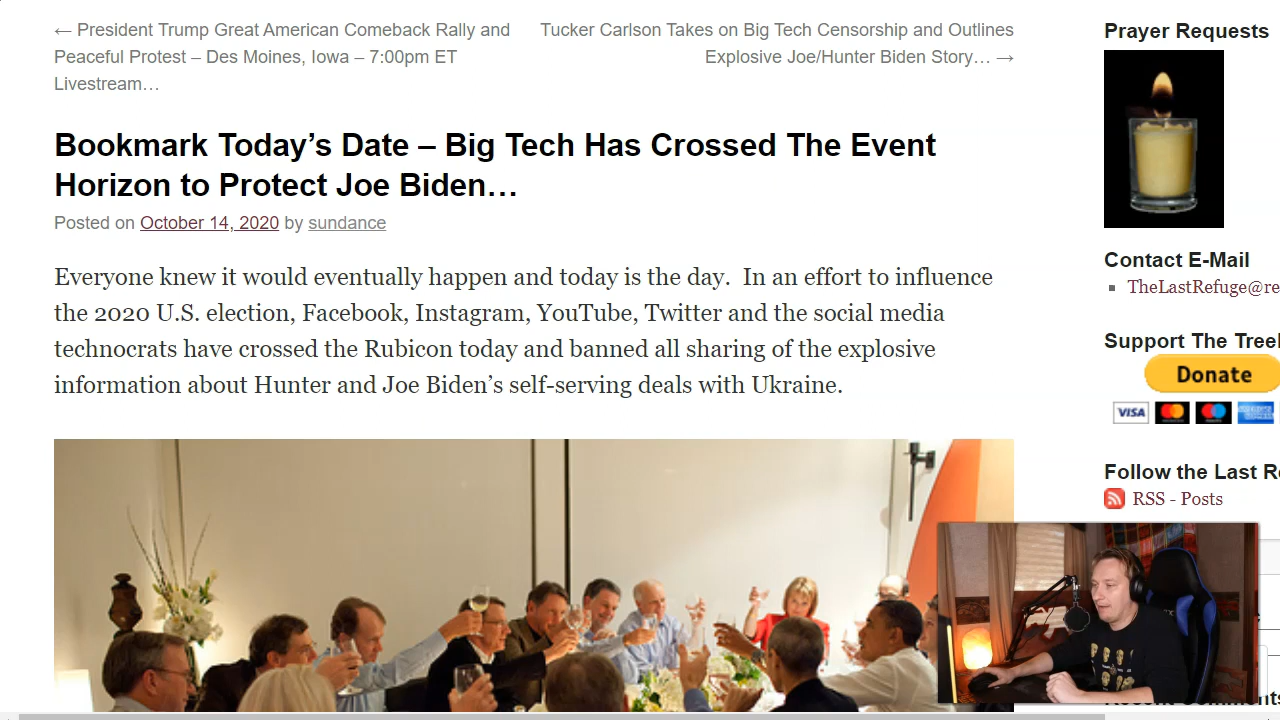 ← President Trump Great American Comeback Rally and
Peaceful Protest – Des Moines, Iowa – 7:00pm ET
Livestream…
Tucker Carlson Takes on Big Tech Censorship and Outlines
Explosive Joe/Hunter Biden Story… →
Bookmark Today’s Date – Big Tech Has Crossed The Event
Horizon to Protect Joe Biden…
Posted on October 14, 2020 by sundance
Everyone knew it would eventually happen and today is the day.  In an effort to influence
the 2020 U.S. election, Facebook, Instagram, YouTube, Twitter and the social media
technocrats have crossed the Rubicon today and banned all sharing of the explosive
information about Hunter and Joe Biden’s self-serving deals with Ukraine.
Prayer Requests
Contact E-Mail
TheLastRefuge@re
Support The Treel
Donate
VISA
Follow the Last Re
RSS - Posts